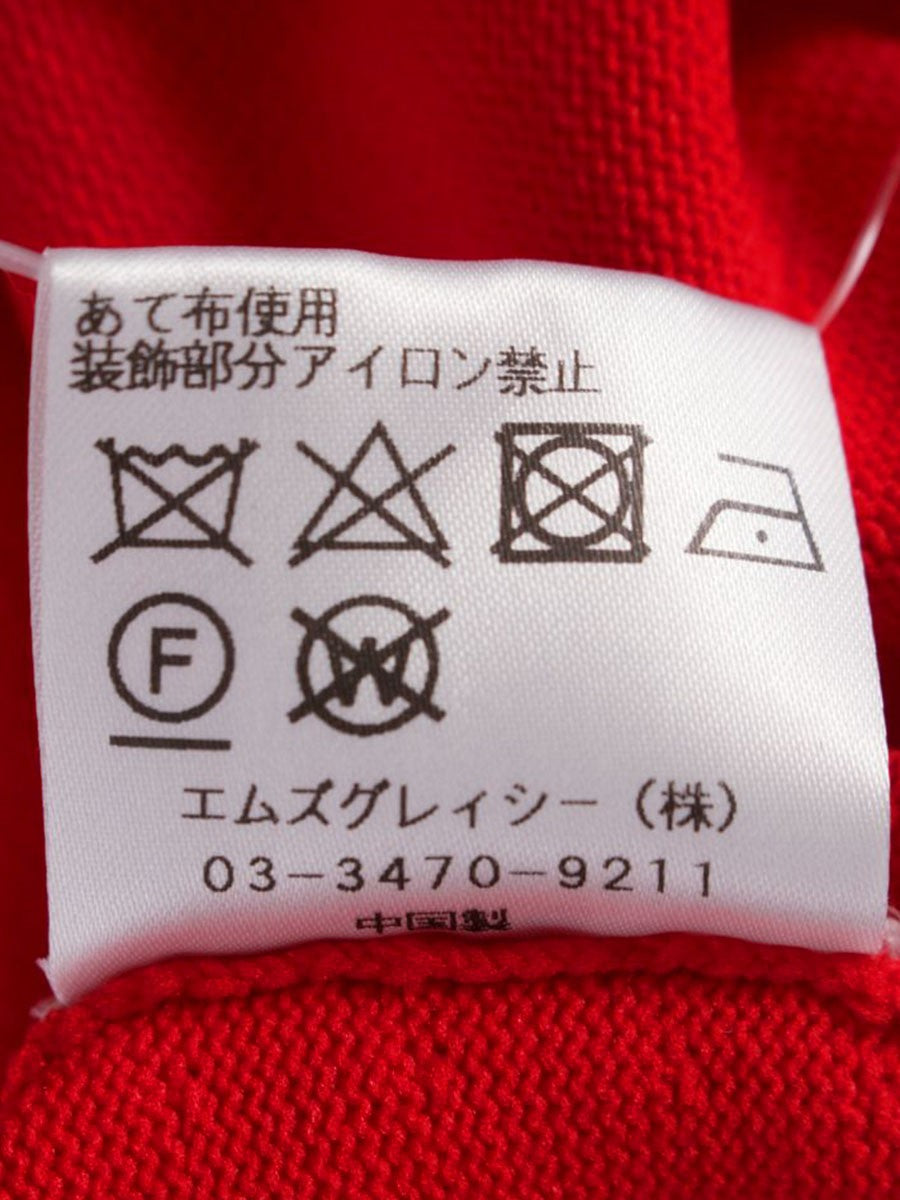 あて布使用
装飾部分アイロン禁止
F
W
エムズグレイシー（株）
03-3470-9211
中国製